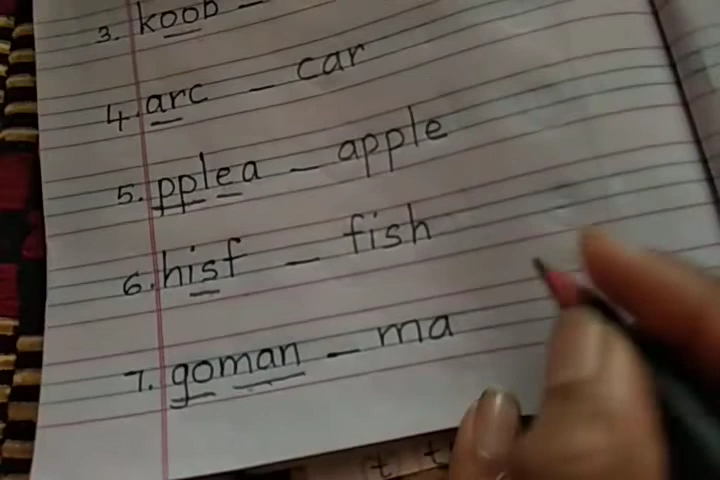 3. koob –
4. arc – car
5. pplea – apple
6. hisf – fish
7. goman – ma
t t